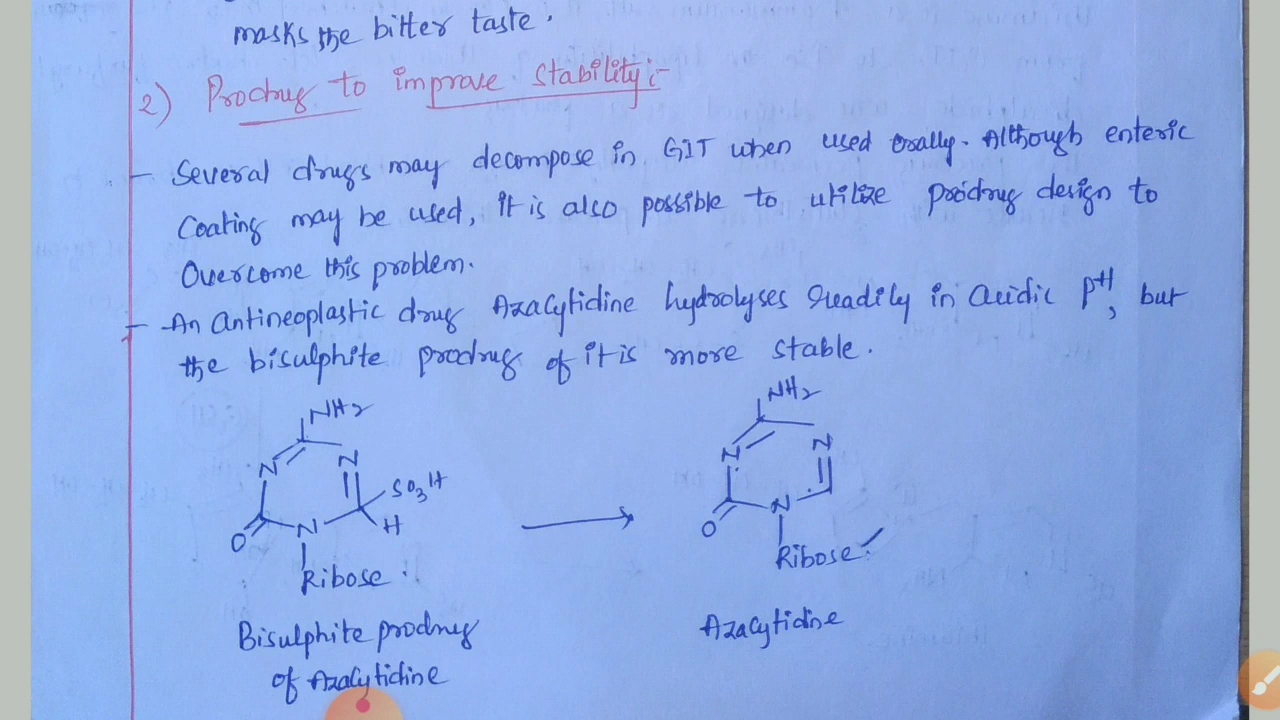 masks the bitter taste.
2) Prodrug to improve stability:-
- Several drugs may decompose in GIT when used orally. Although enteric
Coating may be used, it is also possible to utilize prodrug design to
Overcome this problem.
- An antineoplastic drug Azacytidine hydrolyses readily in acidic pH, but
the bisulphite prodrug of it is more stable.
NH2 NH2
N N N N
SO3H
O N H O N
Ribose Ribose
Bisulphite prodrug Azacytidine
of Azacytidine